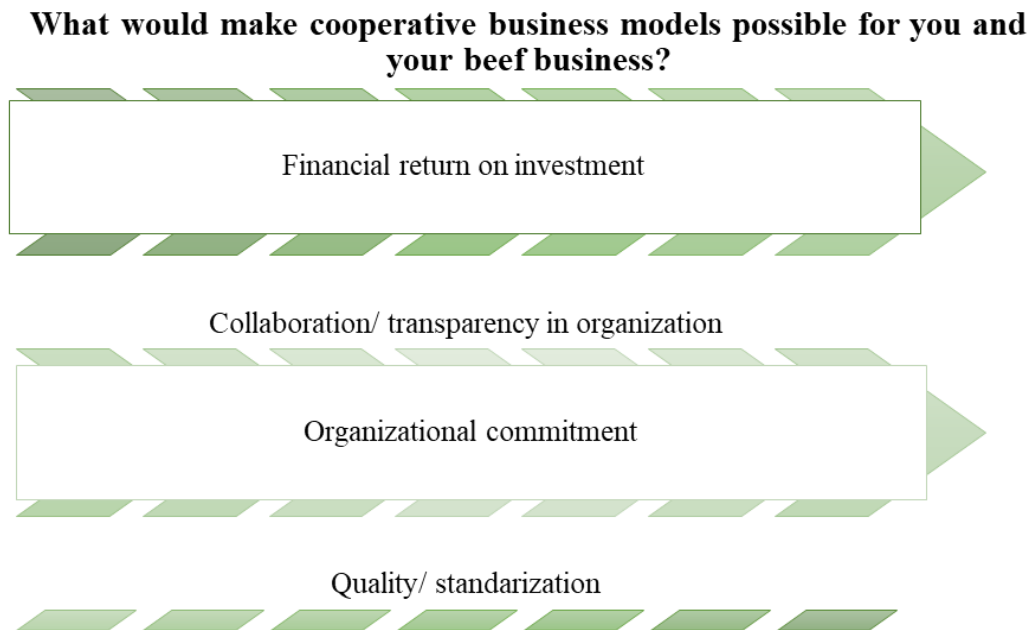 What would make cooperative business models possible for you and
your beef business?
Financial return on investment
Collaboration/ transparency in organization
Organizational commitment
Quality/ standarization